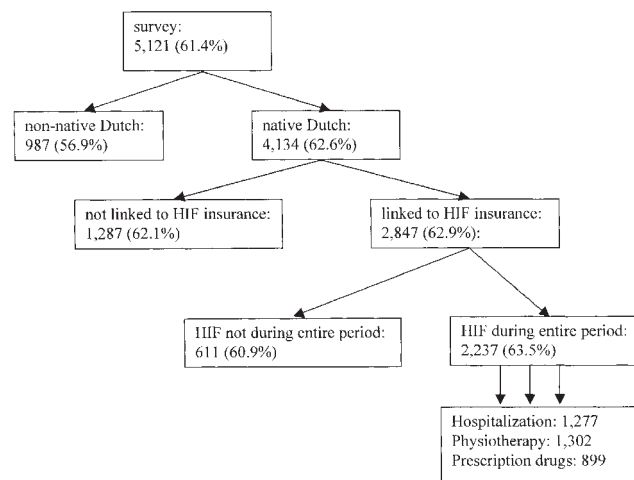 survey:
5,121 (61.4%)
non-native Dutch:
987 (56.9%)
native Dutch:
4,134 (62.6%)
not linked to HIF insurance:
1,287 (62.1%)
linked to HIF insurance:
2,847 (62.9%):
HIF not during entire period:
611 (60.9%)
HIF during entire period:
2,237 (63.5%)
Hospitalization: 1,277
Physiotherapy: 1,302
Prescription drugs: 899